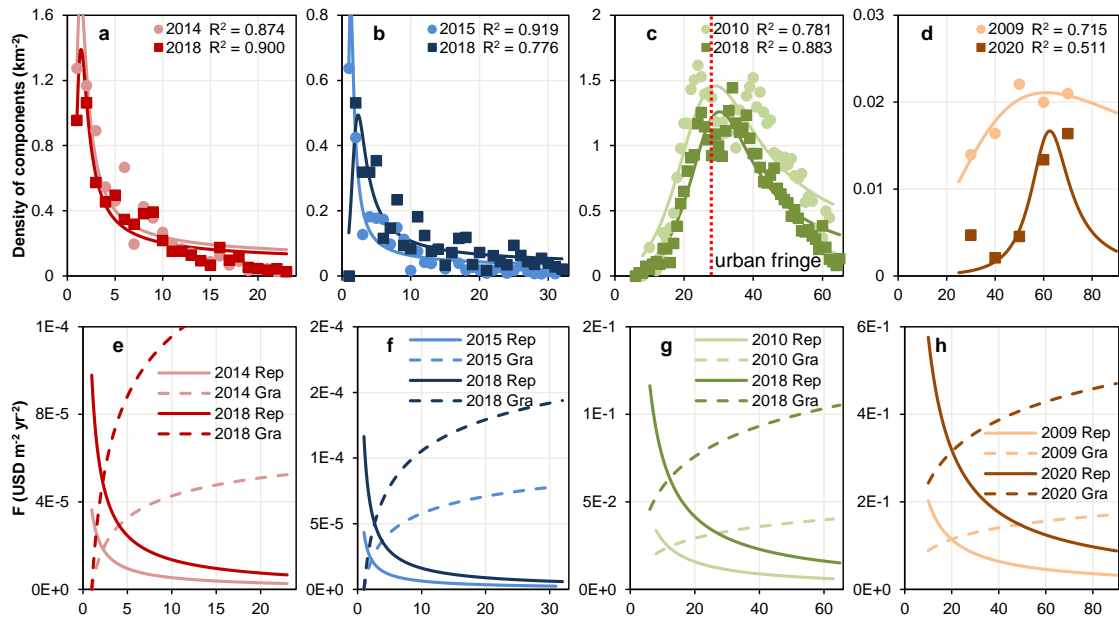 Density of components (km⁻²)
a
2014 R² = 0.874
2018 R² = 0.900
1.6
1.2
0.8
0.4
0
0 5 10 15 20
b
2015 R² = 0.919
2018 R² = 0.776
0.8
0.6
0.4
0.2
0
0 10 20 30
c
2010 R² = 0.781
2018 R² = 0.883
urban fringe
2
1.5
1
0.5
0
0 20 40 60
d
2009 R² = 0.715
2020 R² = 0.511
0.03
0.02
0.01
0
0 20 40 60 80
F (USD m⁻² yr⁻²)
e
2014 Rep
2014 Gra
2018 Rep
2018 Gra
1E-4
8E-5
4E-5
0E+0
0 5 10 15 20
f
2015 Rep
2015 Gra
2018 Rep
2018 Gra
2E-4
2E-4
1E-4
5E-5
0E+0
0 10 20 30
g
2010 Rep
2010 Gra
2018 Rep
2018 Gra
2E-1
1E-1
5E-2
0E+0
0 20 40 60
h
2009 Rep
2009 Gra
2020 Rep
2020 Gra
6E-1
4E-1
2E-1
0E+0
0 20 40 60 80